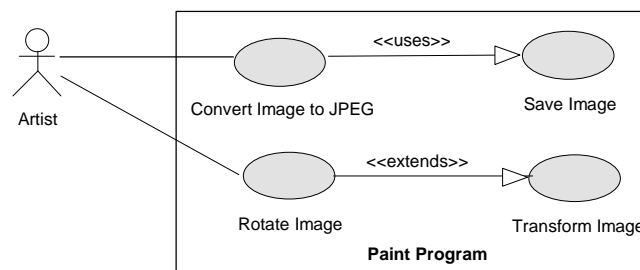 <<uses>>
Convert Image to JPEG
Save Image
Artist
<<extends>>
Rotate Image
Transform Image
Paint Program